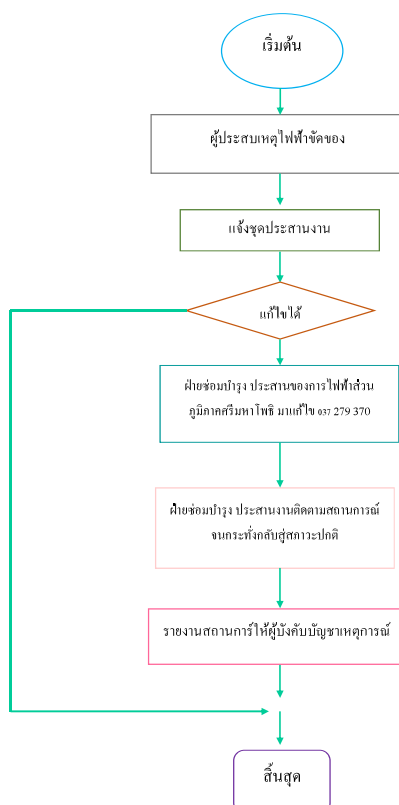 เริ่มต้น
ผู้ประสบเหตุไฟฟ้าขัดของ
แจ้งชุดประสานงาน
แก้ไขได้
ฝ่ายซ่อมบำรุง ประสานของการไฟฟ้าส่วน
ภูมิภาคศรีมหาโพธิ มาแก้ไข 037 279 370
ฝ่ายซ่อมบำรุง ประสานงานติดตามสถานการณ์
จนกระทั่งกลับสู่สภาวะปกติ
รายงานสถานการ์ให้ผู้บังคับบัญชาเหตุการณ์
สิ้นสุด